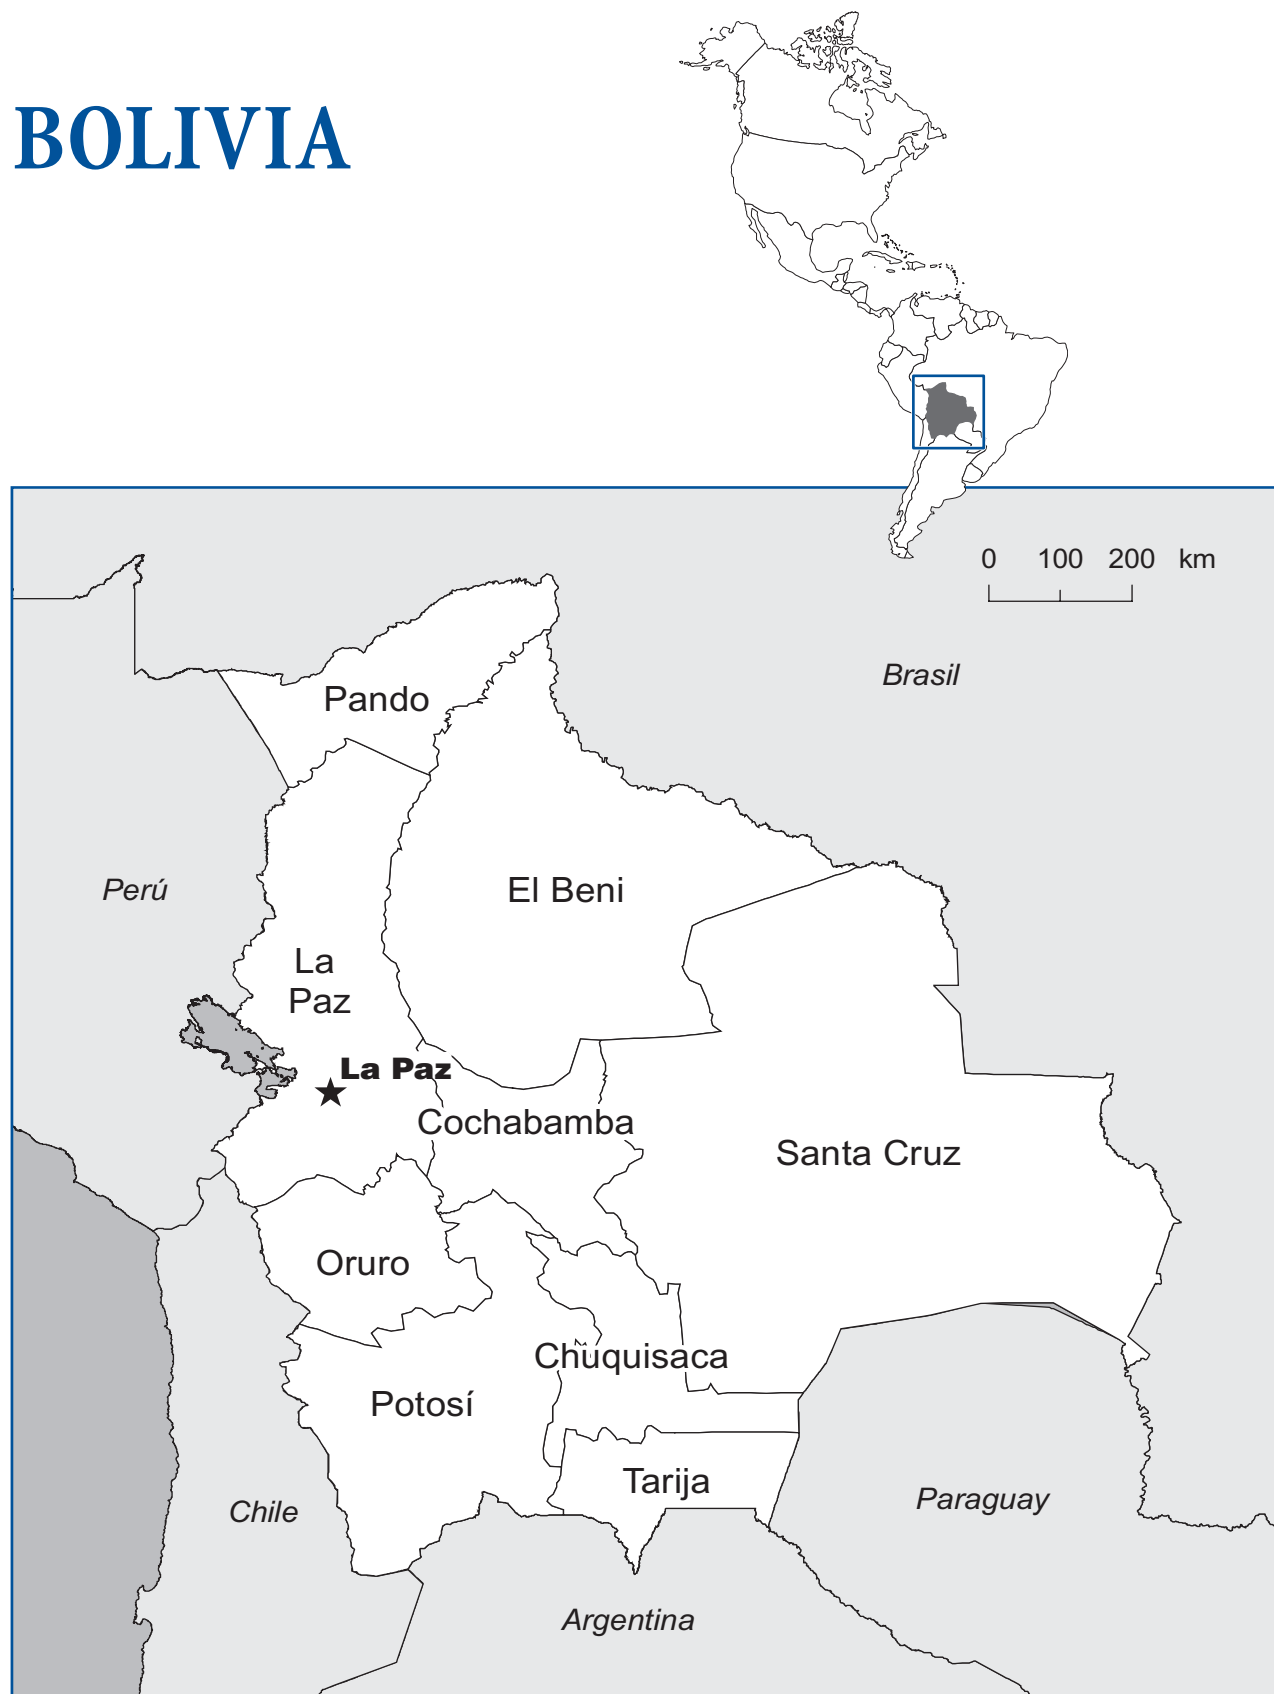 BOLIVIA
0 100 200 km
Brasil
Pando
Perú
El Beni
La
Paz
La Paz
Cochabamba
Santa Cruz
Oruro
Chuquisaca
Potosí
Tarija
Chile
Paraguay
Argentina